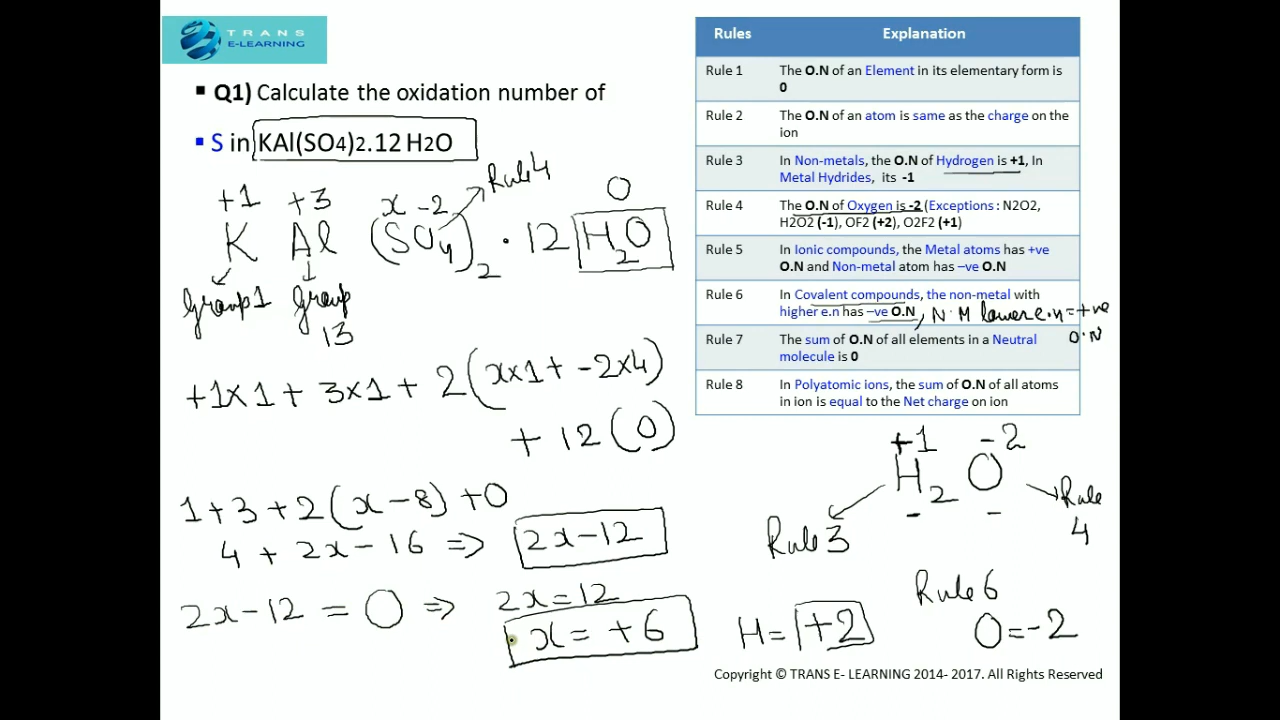 TRANS
E-LEARNING
▪ Q1) Calculate the oxidation number of
▪ S in KAl(SO4)2.12 H2O
+1 +3 x -2 → Rule 4 0
K Al (SO4)2 · 12 H2O
Group 1 Group 13
+1x1 + 3x1 + 2(xx1 + -2x4)
+ 12 (0)
1 + 3 + 2(x - 8) + 0
4 + 2x - 16 ⇒ 2x - 12
2x - 12 = 0 ⇒ 2x = 12
x = +6
Rules Explanation
Rule 1 The O.N of an Element in its elementary form is
0
Rule 2 The O.N of an atom is same as the charge on the
ion
Rule 3 In Non-metals, the O.N of Hydrogen is +1, In
Metal Hydrides, its -1
Rule 4 The O.N of Oxygen is -2 (Exceptions : N2O2,
H2O2 (-1), OF2 (+2), O2F2 (+1)
Rule 5 In Ionic compounds, the Metal atoms has +ve
O.N and Non-metal atom has –ve O.N
Rule 6 In Covalent compounds, the non-metal with
higher e.n has –ve O.N , N·M lower e.n = +ve
O·N
Rule 7 The sum of O.N of all elements in a Neutral
molecule is 0
Rule 8 In Polyatomic ions, the sum of O.N of all atoms
in ion is equal to the Net charge on ion
+1 -2
H2 O
Rule 3 Rule 4
Rule 6
H = +2 O = -2
Copyright © TRANS E- LEARNING 2014- 2017. All Rights Reserved